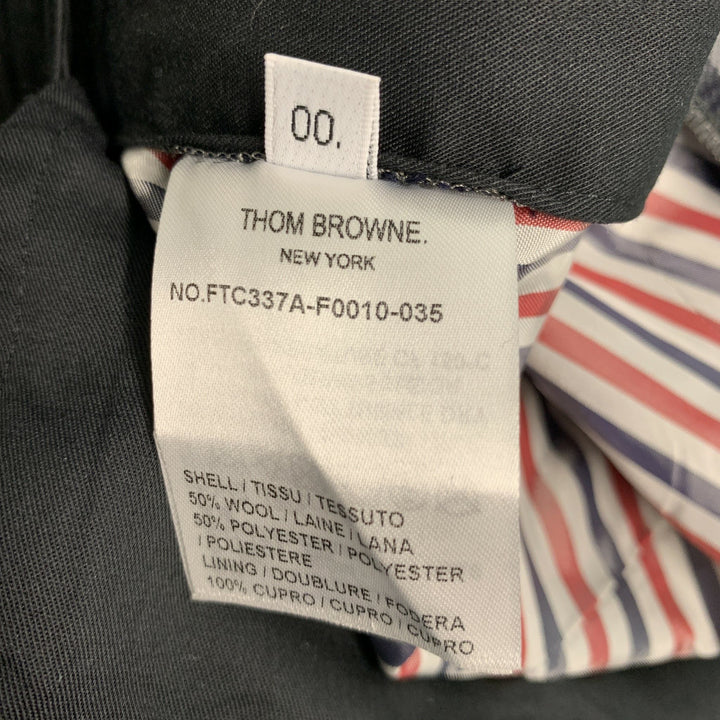 00.
THOM BROWNE.
NEW YORK
NO.FTC337A-F0010-035
SHELL / TISSU / TESSUTO
50% WOOL / LAINE / LANA
50% POLYESTER / POLYESTER
/ POLIESTERE
LINING / DOUBLURE / FODERA
100% CUPRO / CUPRO / CUPRO